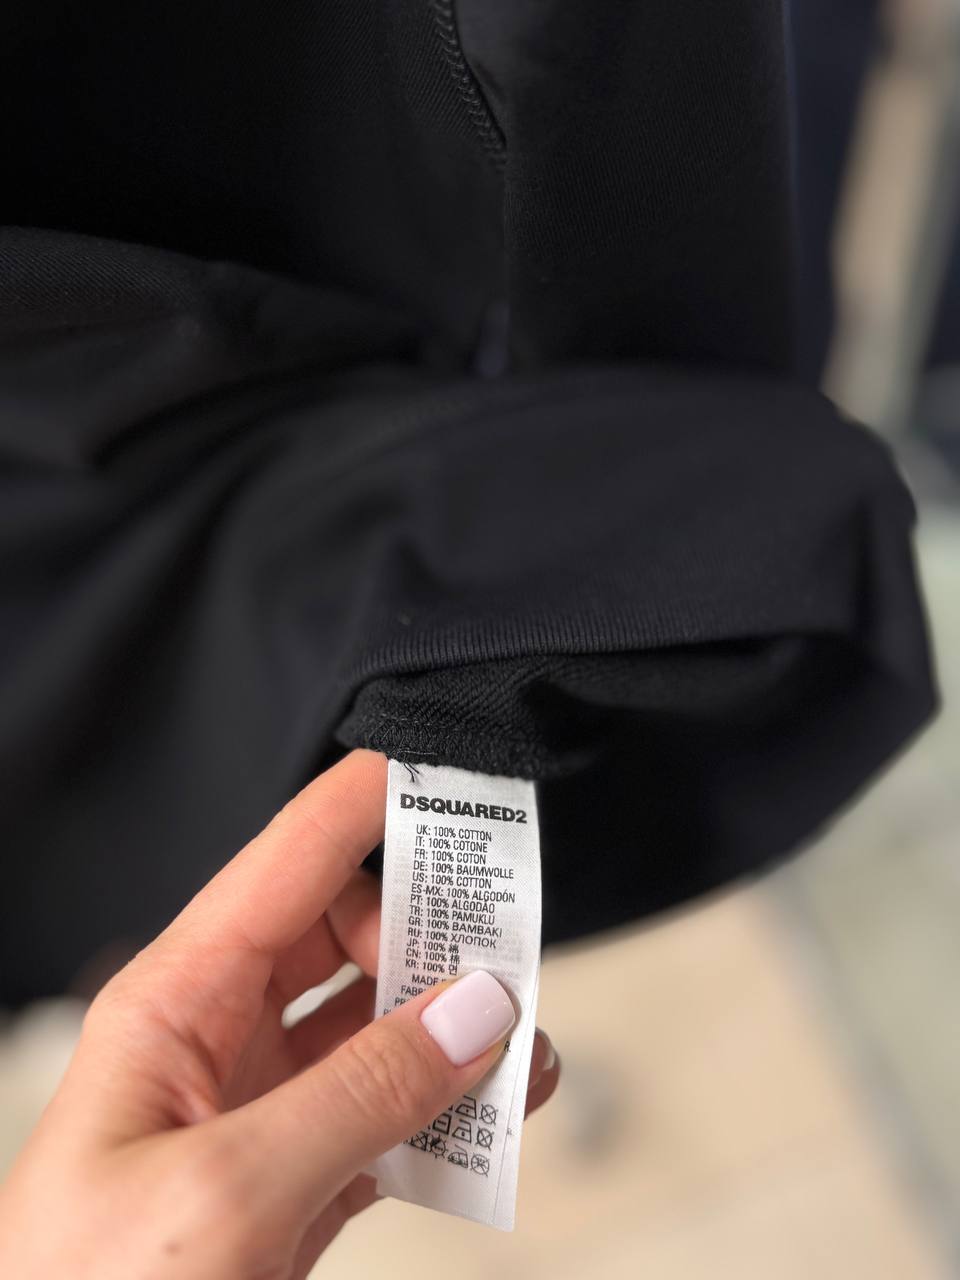 DSQUARED2
UK: 100% COTTON
IT: 100% COTONE
FR: 100% COTON
DE: 100% BAUMWOLLE
US: 100% COTTON
ES-MX: 100% ALGODÓN
PT: 100% ALGODÃO
TR: 100% PAMUKLU
GR: 100% BAMBAKI
RU: 100% ХЛОПОК
JP: 100% 綿
CN: 100% 棉
KR: 100% 면
MADE